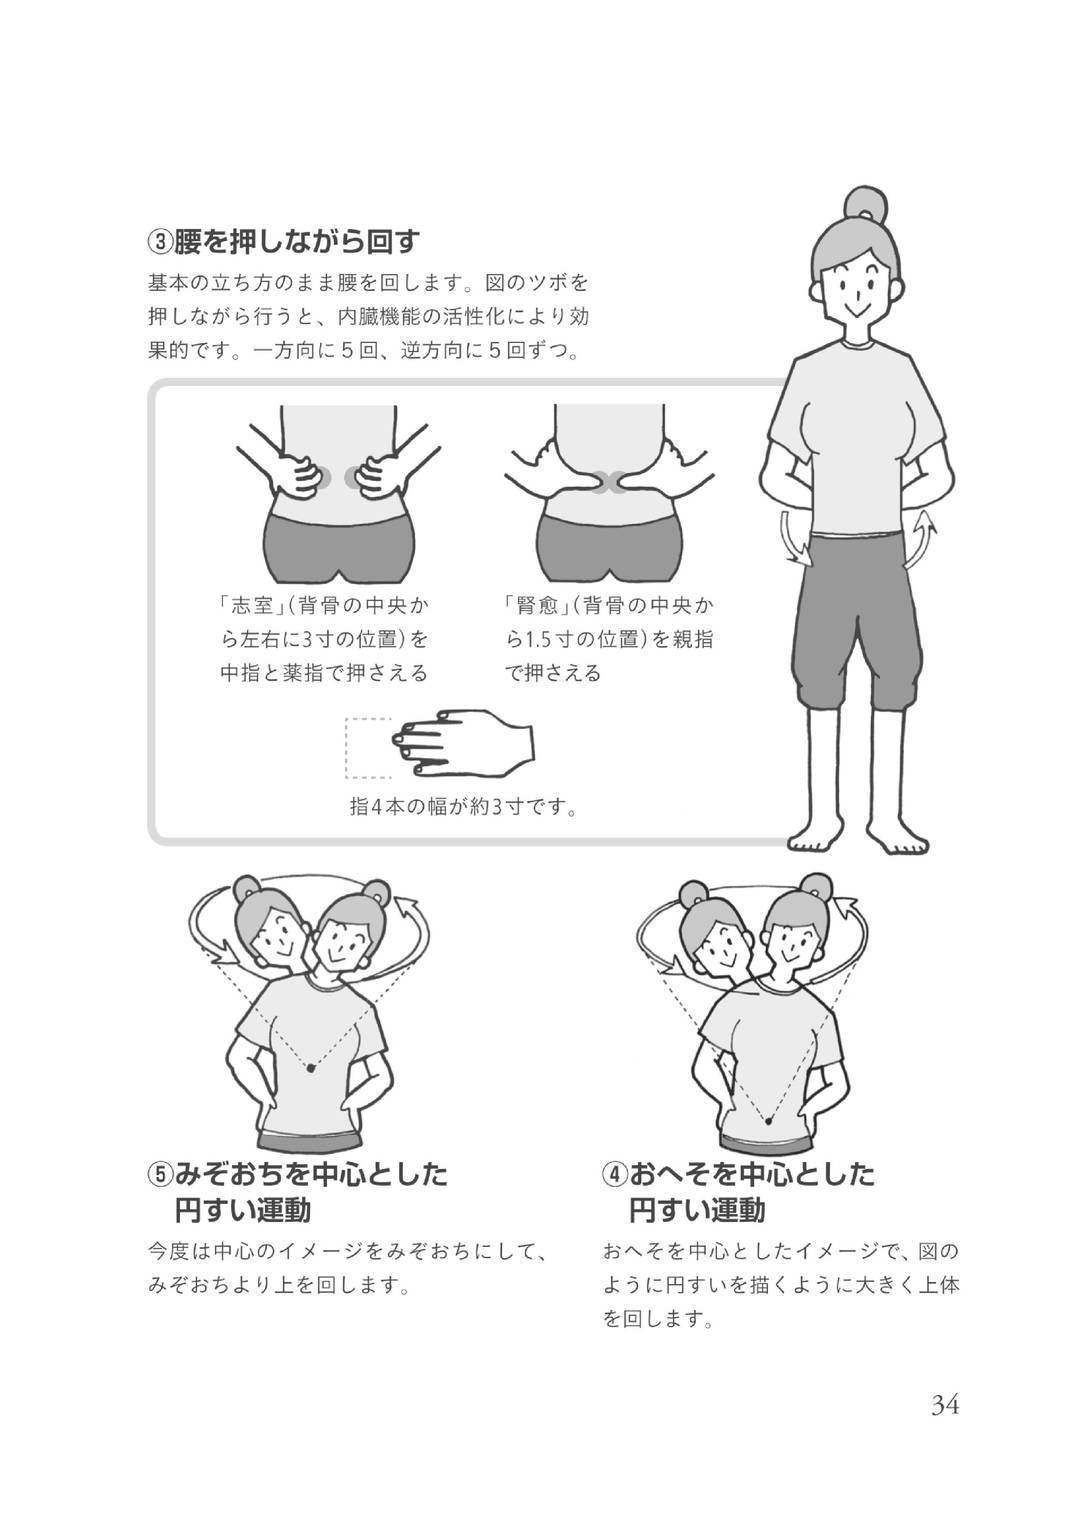 ③腰を押しながら回す
基本の立ち方のまま腰を回します。図のツボを
押しながら行うと、内臓機能の活性化により効
果的です。一方向に５回、逆方向に５回ずつ。
「志室」（背骨の中央か
ら左右に3寸の位置）を
中指と薬指で押さえる
「腎愈」（背骨の中央か
ら1.5寸の位置）を親指
で押さえる
指4本の幅が約3寸です。
④おへそを中心とした
円すい運動
おへそを中心としたイメージで、図の
ように円すいを描くように大きく上体
を回します。
⑤みぞおちを中心とした
円すい運動
今度は中心のイメージをみぞおちにして、
みぞおちより上を回します。
34